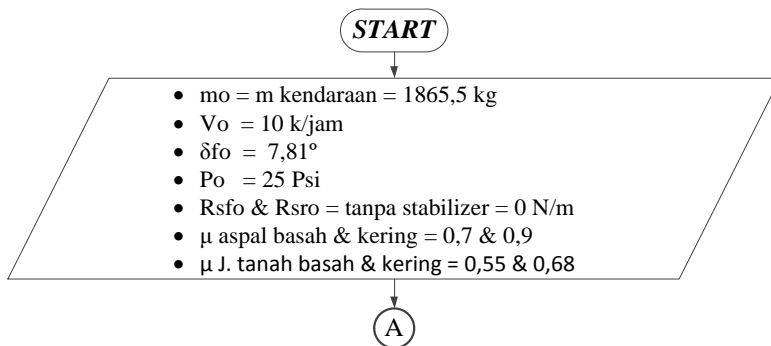 START
• mo = m kendaraan = 1865,5 kg
• Vo = 10 k/jam
• δfo = 7,81º
• Po = 25 Psi
• Rsfo & Rsro = tanpa stabilizer = 0 N/m
• μ aspal basah & kering = 0,7 & 0,9
• μ J. tanah basah & kering = 0,55 & 0,68
A